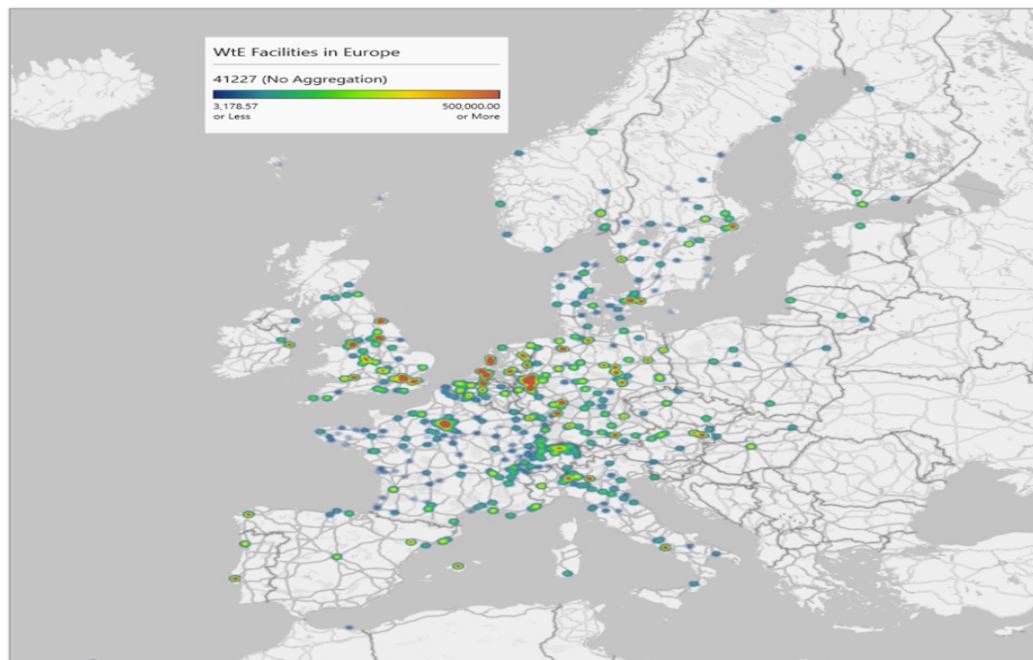 WtE Facilities in Europe
41227 (No Aggregation)
3,178.57 500,000.00
or Less or More